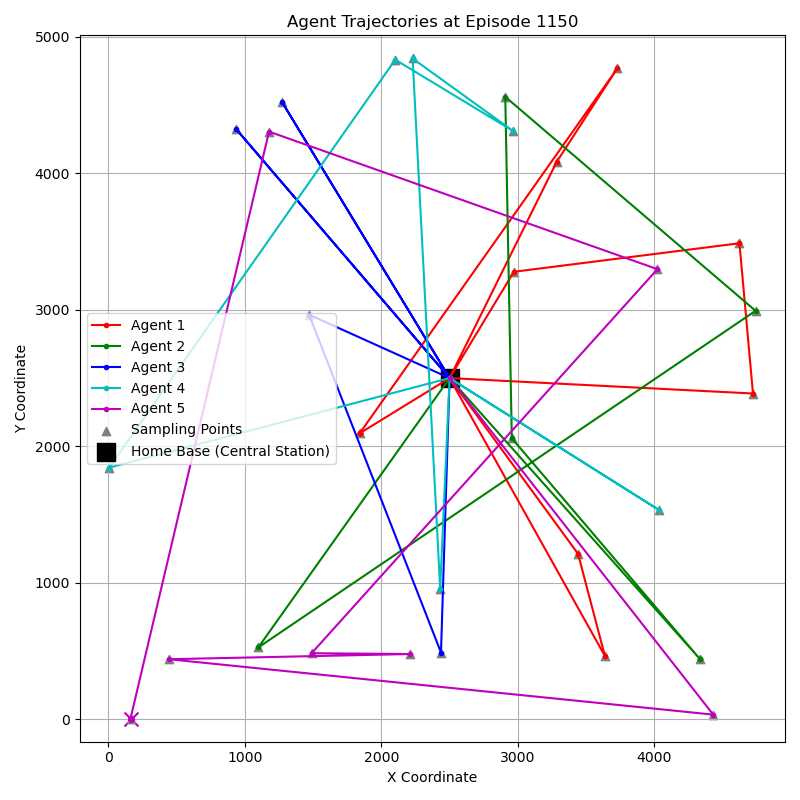 Agent Trajectories at Episode 1150
5000
4000
3000
2000
1000
0
Y Coordinate
Agent 1
Agent 2
Agent 3
Agent 4
Agent 5
Sampling Points
Home Base (Central Station)
0 1000 2000 3000 4000
X Coordinate